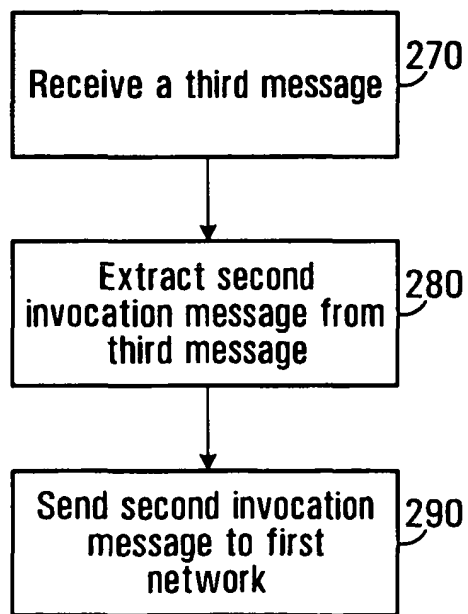 Receive a third message
270
Extract second
invocation message from
third message
280
Send second invocation
message to first
network
290